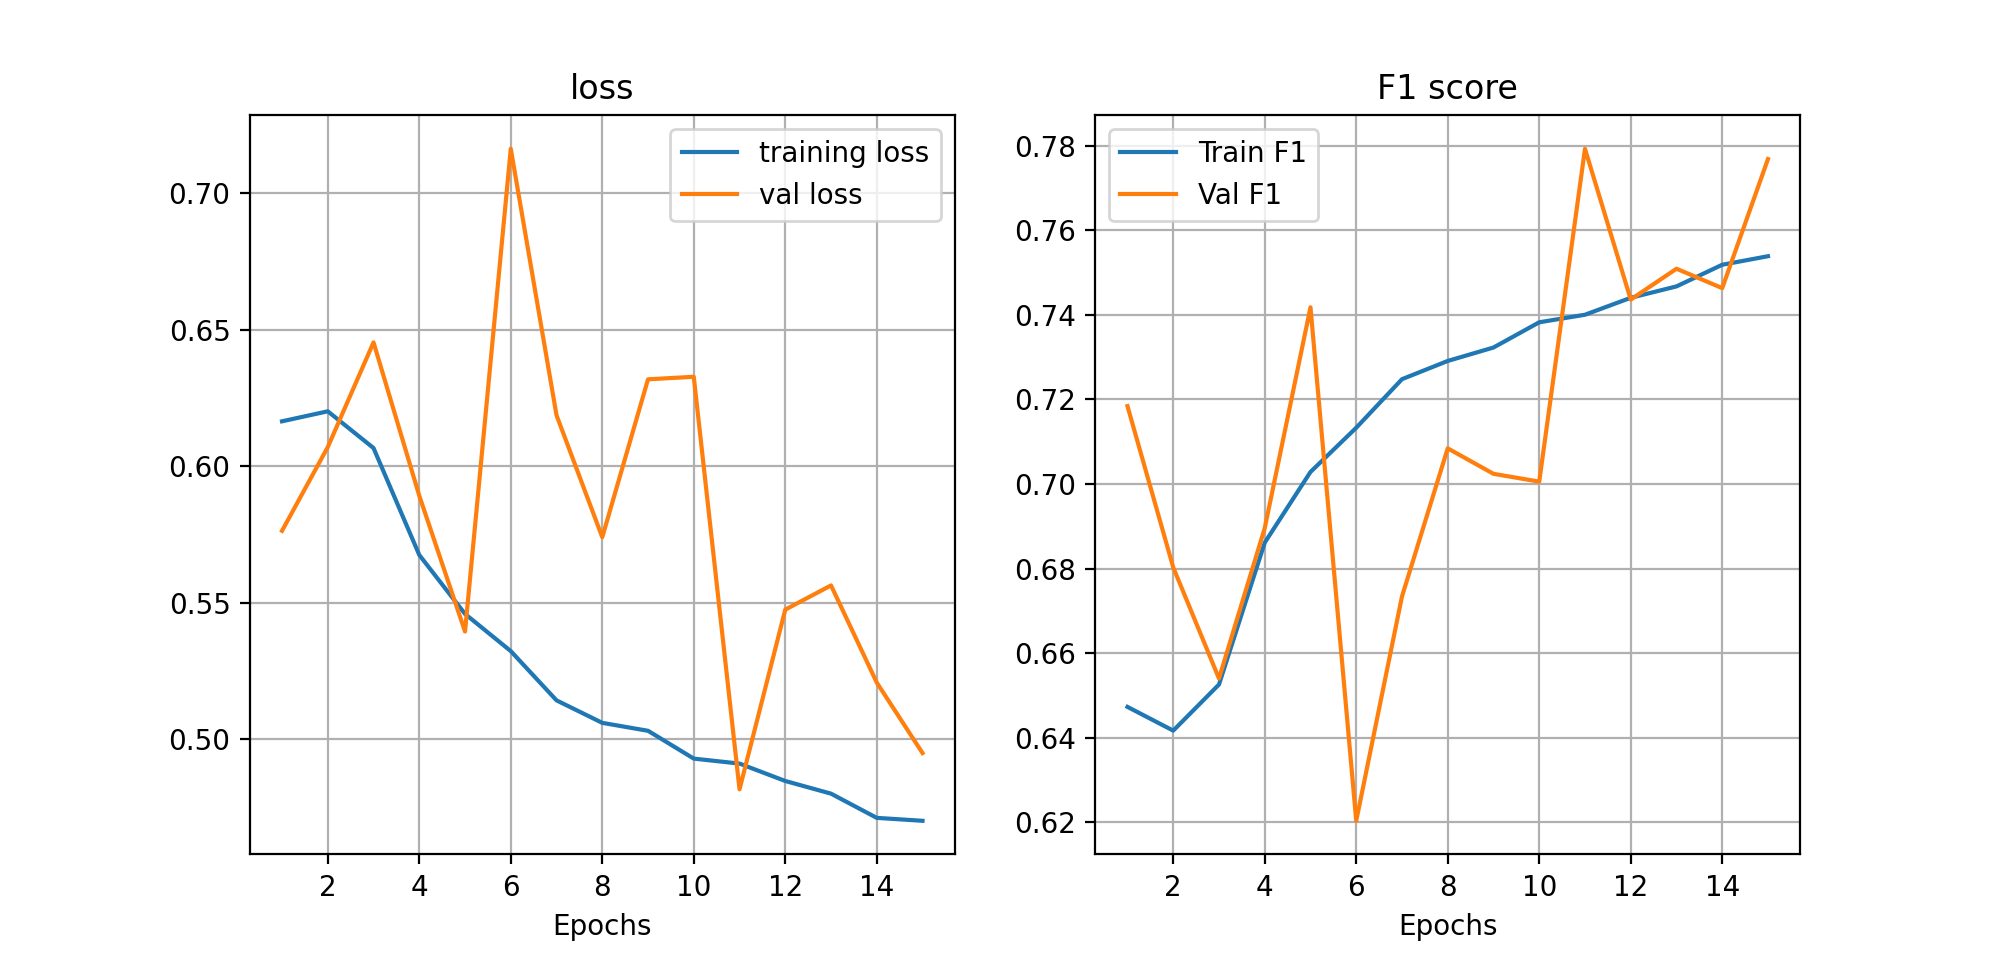 loss
training loss
val loss
0.70
0.65
0.60
0.55
0.50
2 4 6 8 10 12 14
Epochs
F1 score
Train F1
Val F1
0.78
0.76
0.74
0.72
0.70
0.68
0.66
0.64
0.62
2 4 6 8 10 12 14
Epochs